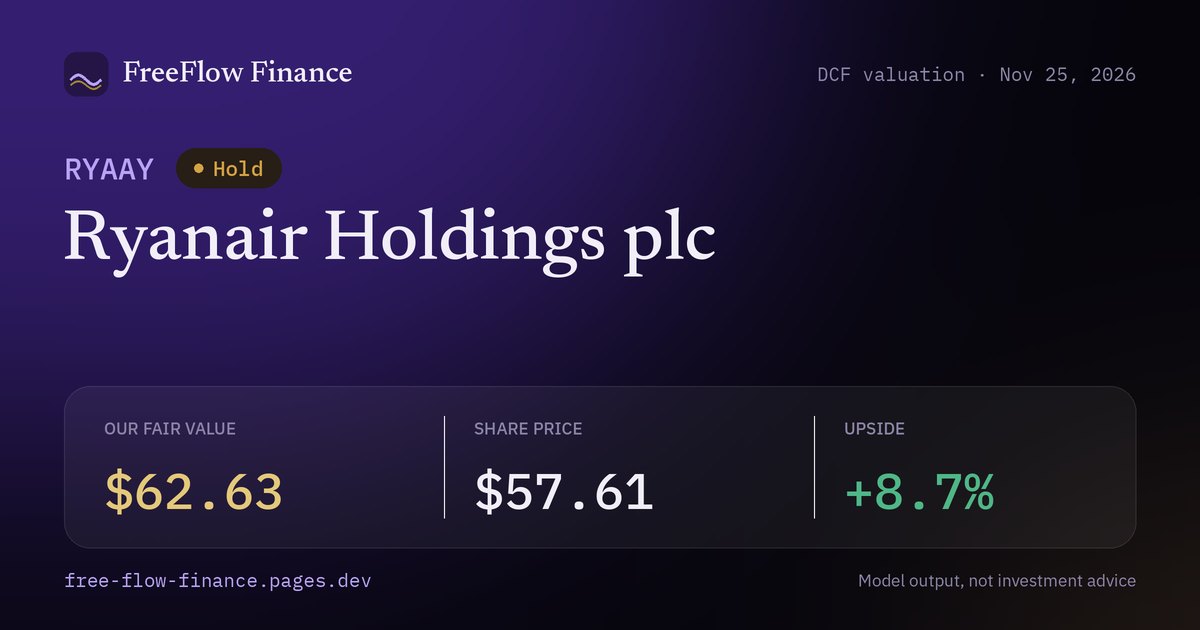 FreeFlow Finance
DCF valuation · Nov 25, 2026
RYAAY
Hold
Ryanair Holdings plc
OUR FAIR VALUE
$62.63
SHARE PRICE
$57.61
UPSIDE
+8.7%
free-flow-finance.pages.dev
Model output, not investment advice